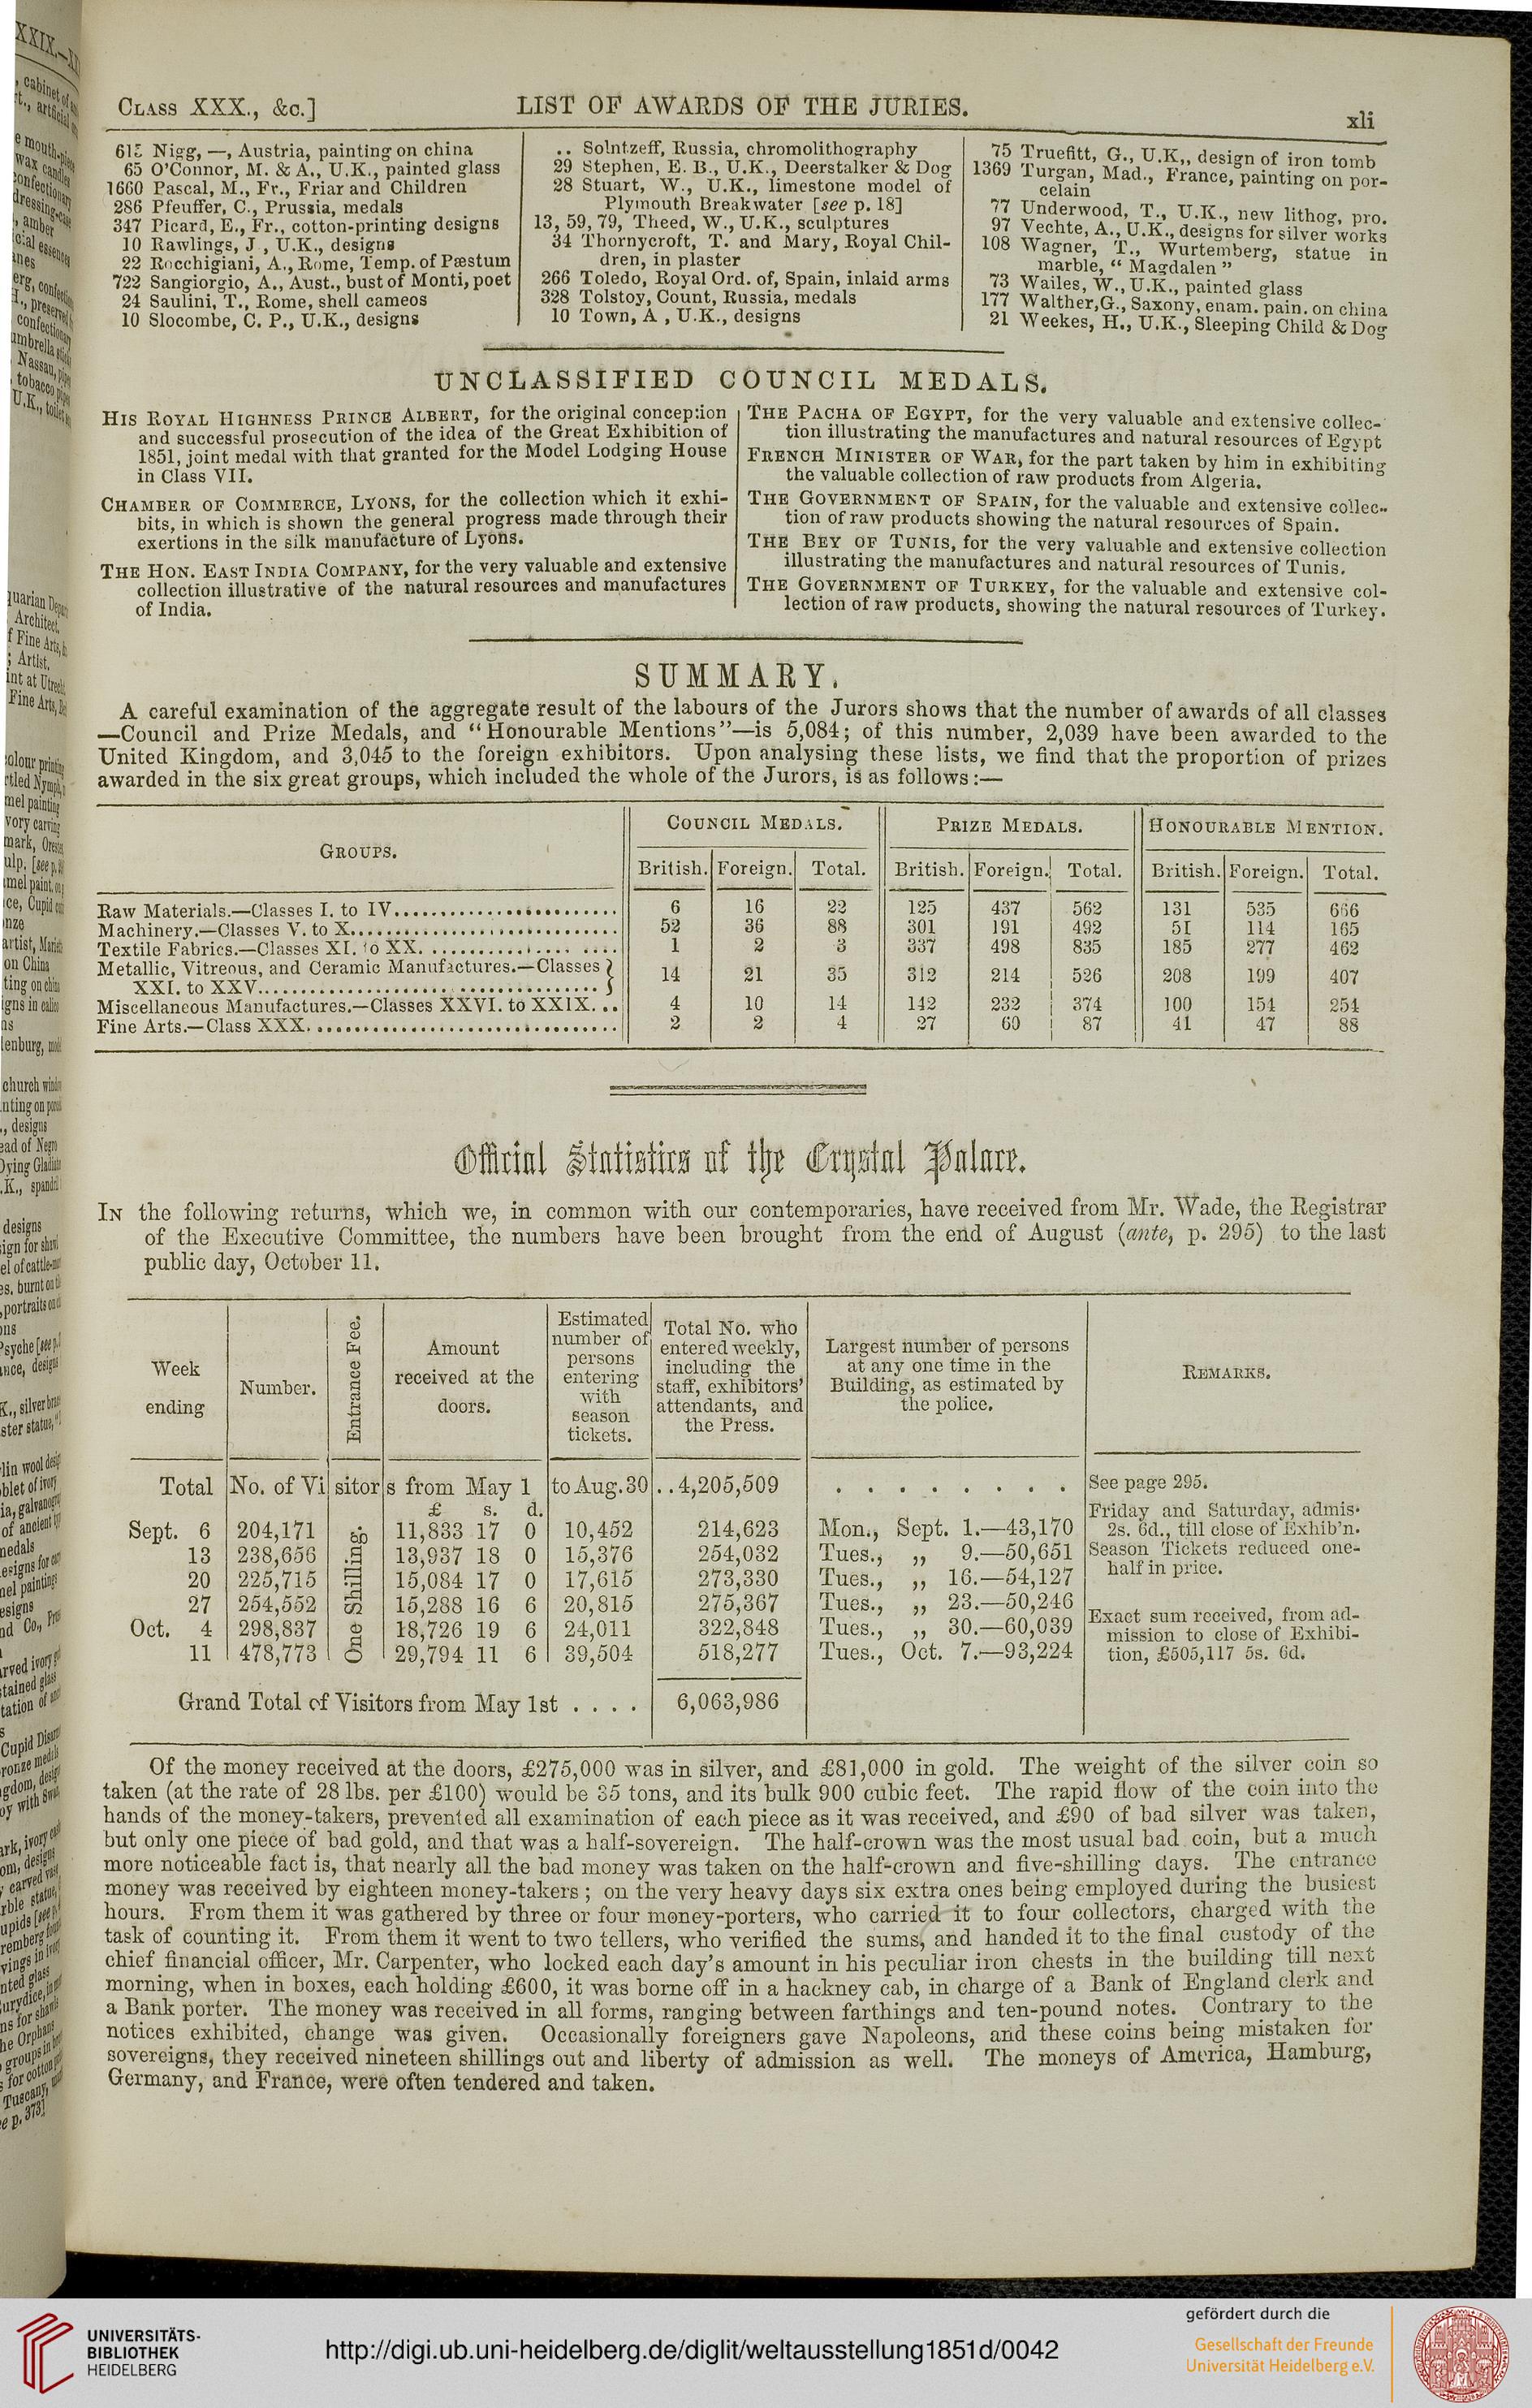 CLASS XXX., &c.]
LIST OF AWARDS OF THE JURIES.
xli
615 Nigg, —, Austria, painting on china
65 O'Connor, M. & A., U.K., painted glass
1660 Pascal, M., Fr., Friar and Children
286 Pfeuffer, C., Prussia, medals
347 Picard, E., Fr., cotton-printing designs
10 Rawlings, J , U.K., designs
22 Rocchigiani, A., Rome, Temp. of Pæstum
722 Sangiorgio, A., Aust., bust of Monti, poet
24 Saulini, T., Rome, shell cameos
10 Slocombe, C. P., U.K., designs
.. Solntzeff, Russia, chromolithography
29 Stephen, E. B., U.K., Deerstalker & Dog
28 Stuart, W., U.K., limestone model of
Plymouth Breakwater [see p. 18]
13, 59, 79, Theed, W., U.K., sculptures
34 Thornycroft, T. and Mary, Royal Chil-
dren, in plaster
266 Toledo, Royal Ord. of, Spain, inlaid arms
328 Tolstoy, Count, Russia, medals
10 Town, A , U.K., designs
75 Truefitt, G., U.K,, design of iron tomb
1369 Turgan, Mad., France, painting on por-
celain
77 Underwood, T., U.K., new lithog. pro.
97 Vechte, A., U.K., designs for silver works
108 Wagner, T., Wurtemberg, statue in
marble, “ Magdalen ”
73 Wailes, W., U.K., painted glass
177 Walther, G., Saxony, enam. pain. on china
21 Weekes, H., U.K., Sleeping Child & Dog
UNCLASSIFIED COUNCIL MEDALS.
HIS ROYAL HIGHNESS PRINCE ALBERT, for the original conception
and successful prosecution of the idea of the Great Exhibition of
1851, joint medal with that granted for the Model Lodging House
in Class VII.
CHAMBER OF COMMERCE, LYONS, for the collection which it exhi-
bits, in which is shown the general progress made through their
exertions in the silk manufacture of Lyons.
THE HON. EAST INDIA COMPANY, for the very valuable and extensive
collection illustrative of the natural resources and manufactures
of India.
THE PACHA OF EGYPT, for the very valuable and extensive collec-
tion illustrating the manufactures and natural resources of Egypt
FRENCH MINISTER OF WAR, for the part taken by him in exhibiting
the valuable collection of raw products from Algeria.
THE GOVERNMENT OF SPAIN, for the valuable and extensive collec-
tion of raw products showing the natural resources of Spain.
THE BEY OF TUNIS, for the very valuable and extensive collection
illustrating the manufactures and natural resources of Tunis.
THE GOVERNMENT OF TURKEY, for the valuable and extensive col-
lection of raw products, showing the natural resources of Turkey.
SUMMARY.
A careful examination of the aggregate result of the labours of the Jurors shows that the number of awards of all classes
—Council and Prize Medals, and “Honourable Mentions”—is 5,084; of this number, 2,039 have been awarded to the
United Kingdom, and 3,045 to the foreign exhibitors. Upon analysing these lists, we find that the proportion of prizes
awarded in the six great groups, which included the whole of the Jurors, is as follows:—
GROUPS. COUNCIL MEDALS. PRIZE MEDALS. HONOURABLE MENTION.
British. Foreign. Total. British. Foreign. Total. British. Foreign. Total.
Raw Materials.—Classes I. to IV. 6 16 22 125 437 562 131 535 666
Machinery.—Classes V. to X. 52 36 88 301 191 492 51 114 165
Textile Fabrics.—Classes XI. to XX. 1 2 3 337 498 835 185 277 462
Metallic, Vitreous, and Ceramic Manufactures.—Classes
XXI. to XXV. 14 21 35 312 214 526 208 199 407
Miscellaneous Manufactures.—Classes XXVI. to XXIX. .. 4 10 14 142 232 374 100 154 254
Fine Arts.—Class XXX. 2 2 4 27 60 87 41 47 88
Official Statistics of the Crystal Palace.
IN the following returns, which we, in common with our contemporaries, have received from Mr. Wade, the Registrar
of the Executive Committee, the numbers have been brought from the end of August (ante, p. 295) to the last
public day, October 11.
Week
ending
Number.
Entrance Fee.
Amount
received at the
doors.
Estimated
number of
persons
entering
with
season
tickets.
Total No. who
entered weekly,
including the
staff, exhibitors'
attendants, and
the Press.
Largest number of persons
at any one time in the
Building, as estimated by
the police.
REMARKS.
Total No. of Visitors from May 1 to Aug. 30 . . 4,205,509 . . . . . . . . See page 295.
£ s. d.
One Shilling.
Sept. 6 204,171 11,833 17 0 10,452 214,623 Mon., Sept. 1.—43,170
13 238,656 13,937 18 0 15,376 254,032 Tues., ,, 9.—50,651
20 225,715 15,084 17 0 17,615 273,330 Tues., ,, 16.—54,127
27 254,552 15,288 16 6 20,815 275,367 Tues., ,, 23.—50,246
Oct. 4 298,837 18,726 19 6 24,011 322,848 Tues., ,, 30.—60,039
11 478,773 29,794 11 6 39,504 518,277 Tues., Oct. 7.—93,224
Friday and Saturday, admis-
2s. 6d., till close of Exhib'n.
Season Tickets reduced one-
half in price.
Exact sum received, from ad-
mission to close of Exhibi-
tion, £505,117 5s. 6d.
Grand Total of Visitors from May 1st . . . . 6,063,986
Of the money received at the doors, £275,000 was in silver, and £81,000 in gold. The weight of the silver coin so
taken (at the rate of 28 lbs. per £100) would be 35 tons, and its bulk 900 cubic feet. The rapid flow of the coin into the
hands of the money-takers, prevented all examination of each piece as it was received, and £90 of bad silver was taken,
but only one piece of bad gold, and that was a half-sovereign. The half-crown was the most usual bad coin, but a much
more noticeable fact is, that nearly all the bad money was taken on the half-crown and five-shilling days. The entrance
money was received by eighteen money-takers; on the very heavy days six extra ones being employed during the busiest
hours. From them it was gathered by three or four money-porters, who carried it to four collectors, charged with the
task of counting it. From them it went to two tellers, who verified the sums, and handed it to the final custody of the
chief financial officer, Mr. Carpenter, who locked each day's amount in his peculiar iron chests in the building till next
morning, when in boxes, each holding £600, it was borne off in a hackney cab, in charge of a Bank of England clerk and
a Bank porter. The money was received in all forms, ranging between farthings and ten-pound notes. Contrary to the
notices exhibited, change was given. Occasionally foreigners gave Napoleons, and these coins being mistaken for
sovereigns, they received nineteen shillings out and liberty of admission as well. The moneys of America, Hamburg,
Germany, and France, were often tendered and taken.
UNIVERSITÄTS-
BIBLIOTHEK
HEIDELBERG
http://digi.ub.uni-heidelberg.de/diglit/weltausstellung1851d/0042
gefördert durch die
Gesellschaft der Freunde
Universität Heidelberg e.V.